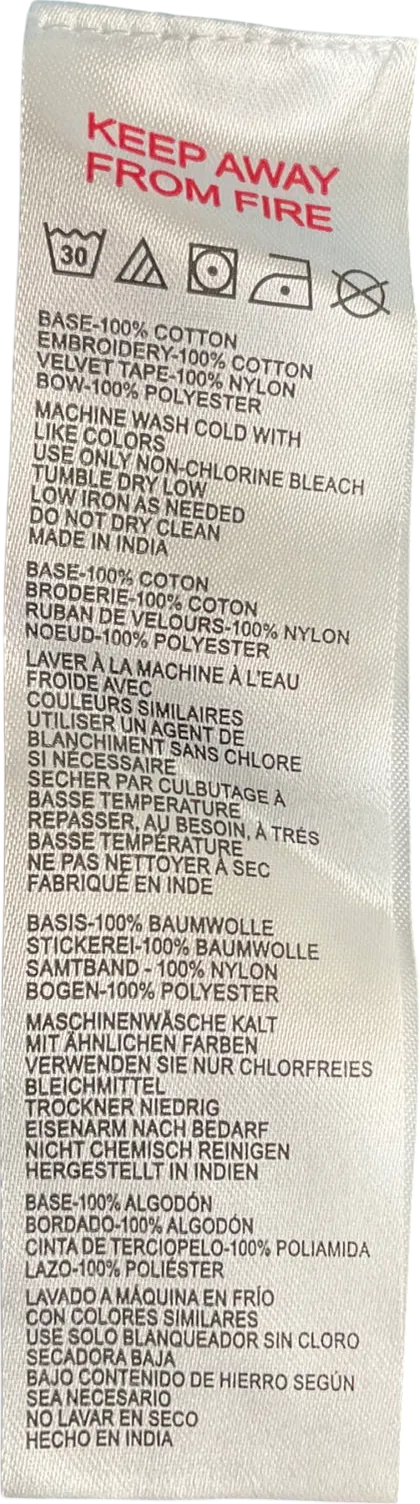 KEEP AWAY
FROM FIRE
30
BASE-100% COTTON
EMBROIDERY-100% COTTON
VELVET TAPE-100% NYLON
BOW-100% POLYESTER
MACHINE WASH COLD WITH
LIKE COLORS
USE ONLY NON-CHLORINE BLEACH
TUMBLE DRY LOW
LOW IRON AS NEEDED
DO NOT DRY CLEAN
MADE IN INDIA
BASE-100% COTON
BRODERIE-100% COTON
RUBAN DE VELOURS-100% NYLON
NOEUD-100% POLYESTER
LAVER À LA MACHINE À L'EAU
FROIDE AVEC
COULEURS SIMILAIRES
UTILISER UN AGENT DE
BLANCHIMENT SANS CHLORE
SI NÉCESSAIRE
SECHER PAR CULBUTAGE À
BASSE TEMPERATURE
REPASSER, AU BESOIN, À TRÉS
BASSE TEMPÉRATURE
NE PAS NETTOYER À SEC
FABRIQUÉ EN INDE
BASIS-100% BAUMWOLLE
STICKEREI-100% BAUMWOLLE
SAMTBAND - 100% NYLON
BOGEN-100% POLYESTER
MASCHINENWÄSCHE KALT
MIT ÄHNLICHEN FARBEN
VERWENDEN SIE NUR CHLORFREIES
BLEICHMITTEL
TROCKNER NIEDRIG
EISENARM NACH BEDARF
NICHT CHEMISCH REINIGEN
HERGESTELLT IN INDIEN
BASE-100% ALGODÓN
BORDADO-100% ALGODÓN
CINTA DE TERCIOPELO-100% POLIAMIDA
LAZO-100% POLIÉSTER
LAVADO A MÁQUINA EN FRÍO
CON COLORES SIMILARES
USE SOLO BLANQUEADOR SIN CLORO
SECADORA BAJA
BAJO CONTENIDO DE HIERRO SEGÚN
SEA NECESARIO
NO LAVAR EN SECO
HECHO EN INDIA